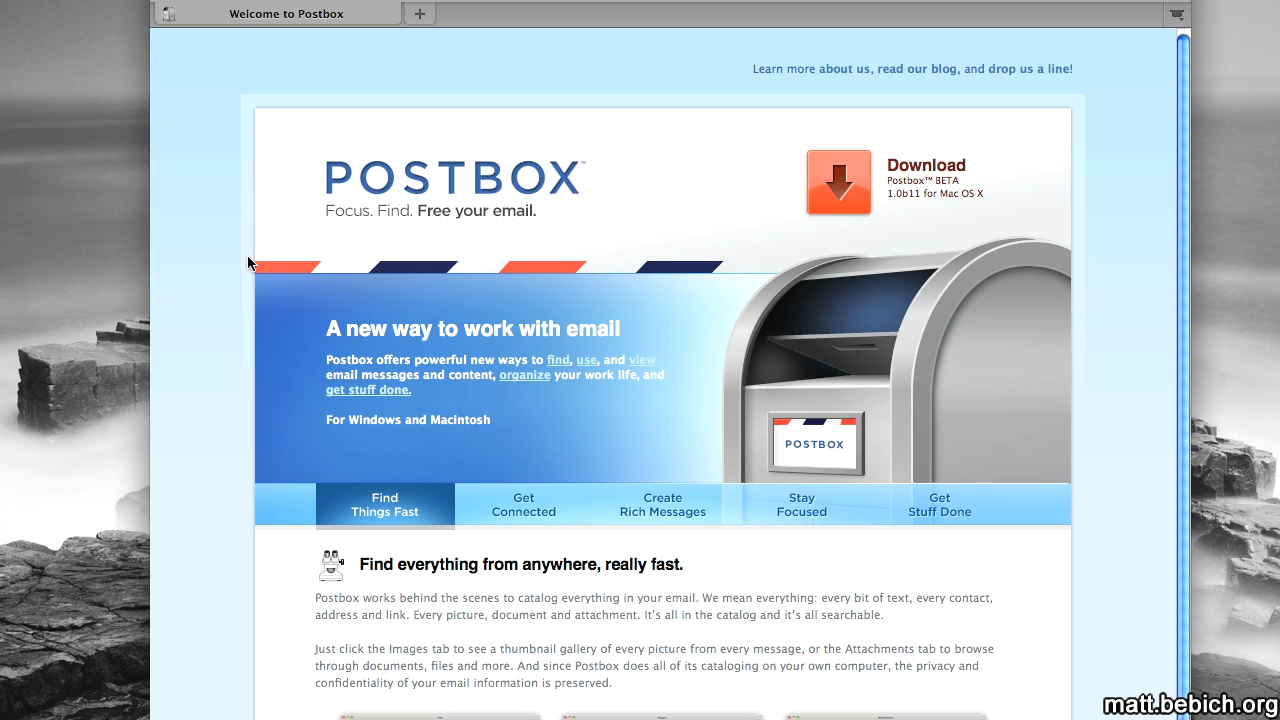 Welcome to Postbox
Learn more about us, read our blog, and drop us a line!
POSTBOX™
Focus. Find. Free your email.
Download
Postbox™ BETA
1.0b11 for Mac OS X
A new way to work with email
Postbox offers powerful new ways to find, use, and view
email messages and content, organize your work life, and
get stuff done.
For Windows and Macintosh
POSTBOX
Find
Things Fast
Get
Connected
Create
Rich Messages
Stay
Focused
Get
Stuff Done
Find everything from anywhere, really fast.
Postbox works behind the scenes to catalog everything in your email. We mean everything: every bit of text, every contact,
address and link. Every picture, document and attachment. It's all in the catalog and it's all searchable.
Just click the Images tab to see a thumbnail gallery of every picture from every message, or the Attachments tab to browse
through documents, files and more. And since Postbox does all of its cataloging on your own computer, the privacy and
confidentiality of your email information is preserved.
matt.bebich.org